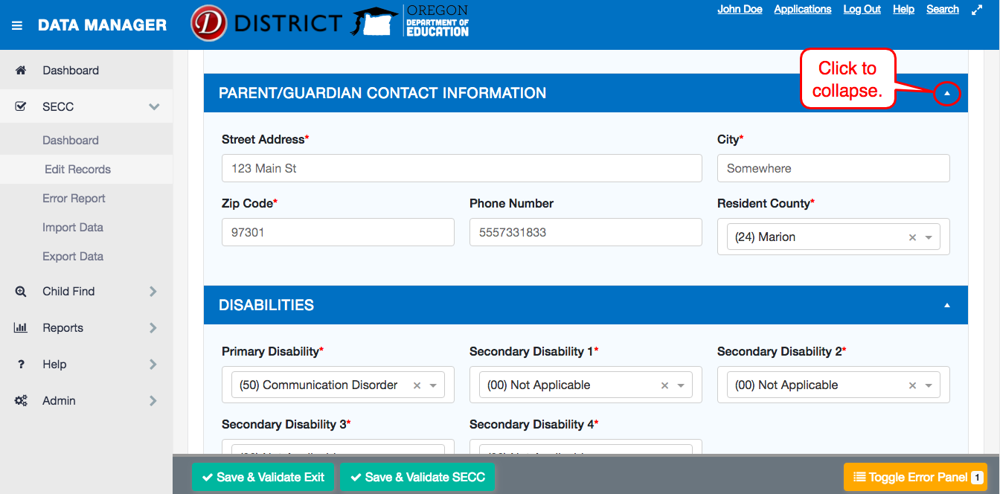 DATA MANAGER
D DISTRICT
OREGON
DEPARTMENT OF
EDUCATION
John Doe Applications Log Out Help Search
Dashboard
SECC
Dashboard
Edit Records
Error Report
Import Data
Export Data
Child Find
Reports
? Help
Admin
Click to
collapse.
PARENT/GUARDIAN CONTACT INFORMATION
Street Address* City*
123 Main St Somewhere
Zip Code* Phone Number Resident County*
97301 5557331833 (24) Marion
DISABILITIES
Primary Disability* Secondary Disability 1* Secondary Disability 2*
(50) Communication Disorder (00) Not Applicable (00) Not Applicable
Secondary Disability 3* Secondary Disability 4*
Save & Validate Exit Save & Validate SECC Toggle Error Panel 1